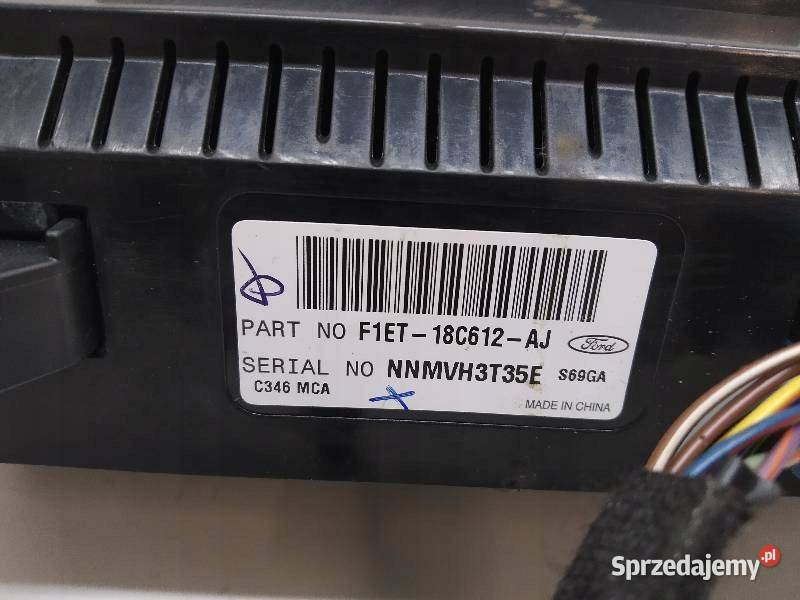 PART NO F1ET-18C612-AJ Ford
SERIAL NO NNMVH3T35E S69GA
C346 MCA
MADE IN CHINA
Sprzedajemy.pl